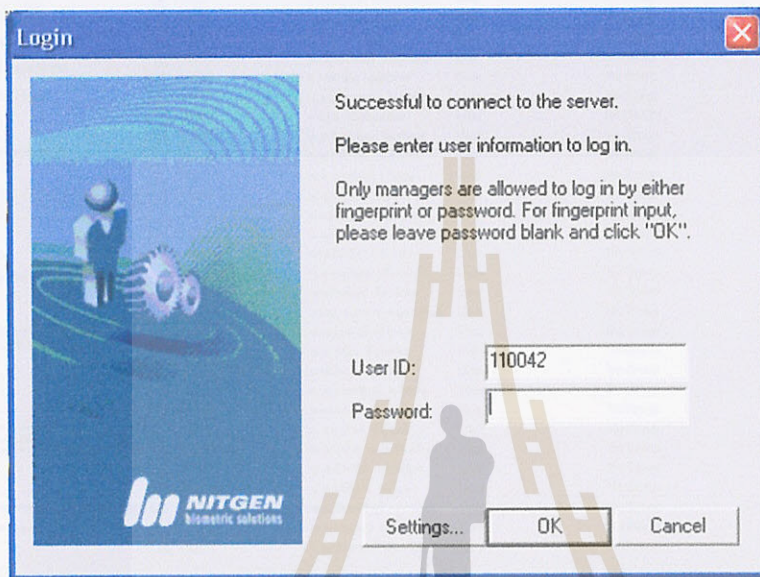 Login
Successful to connect to the server.
Please enter user information to log in.
Only managers are allowed to log in by either
fingerprint or password. For fingerprint input,
please leave password blank and click "OK".
User ID:
110042
Password:
NITGEN
biometric solutions
Settings...
OK
Cancel